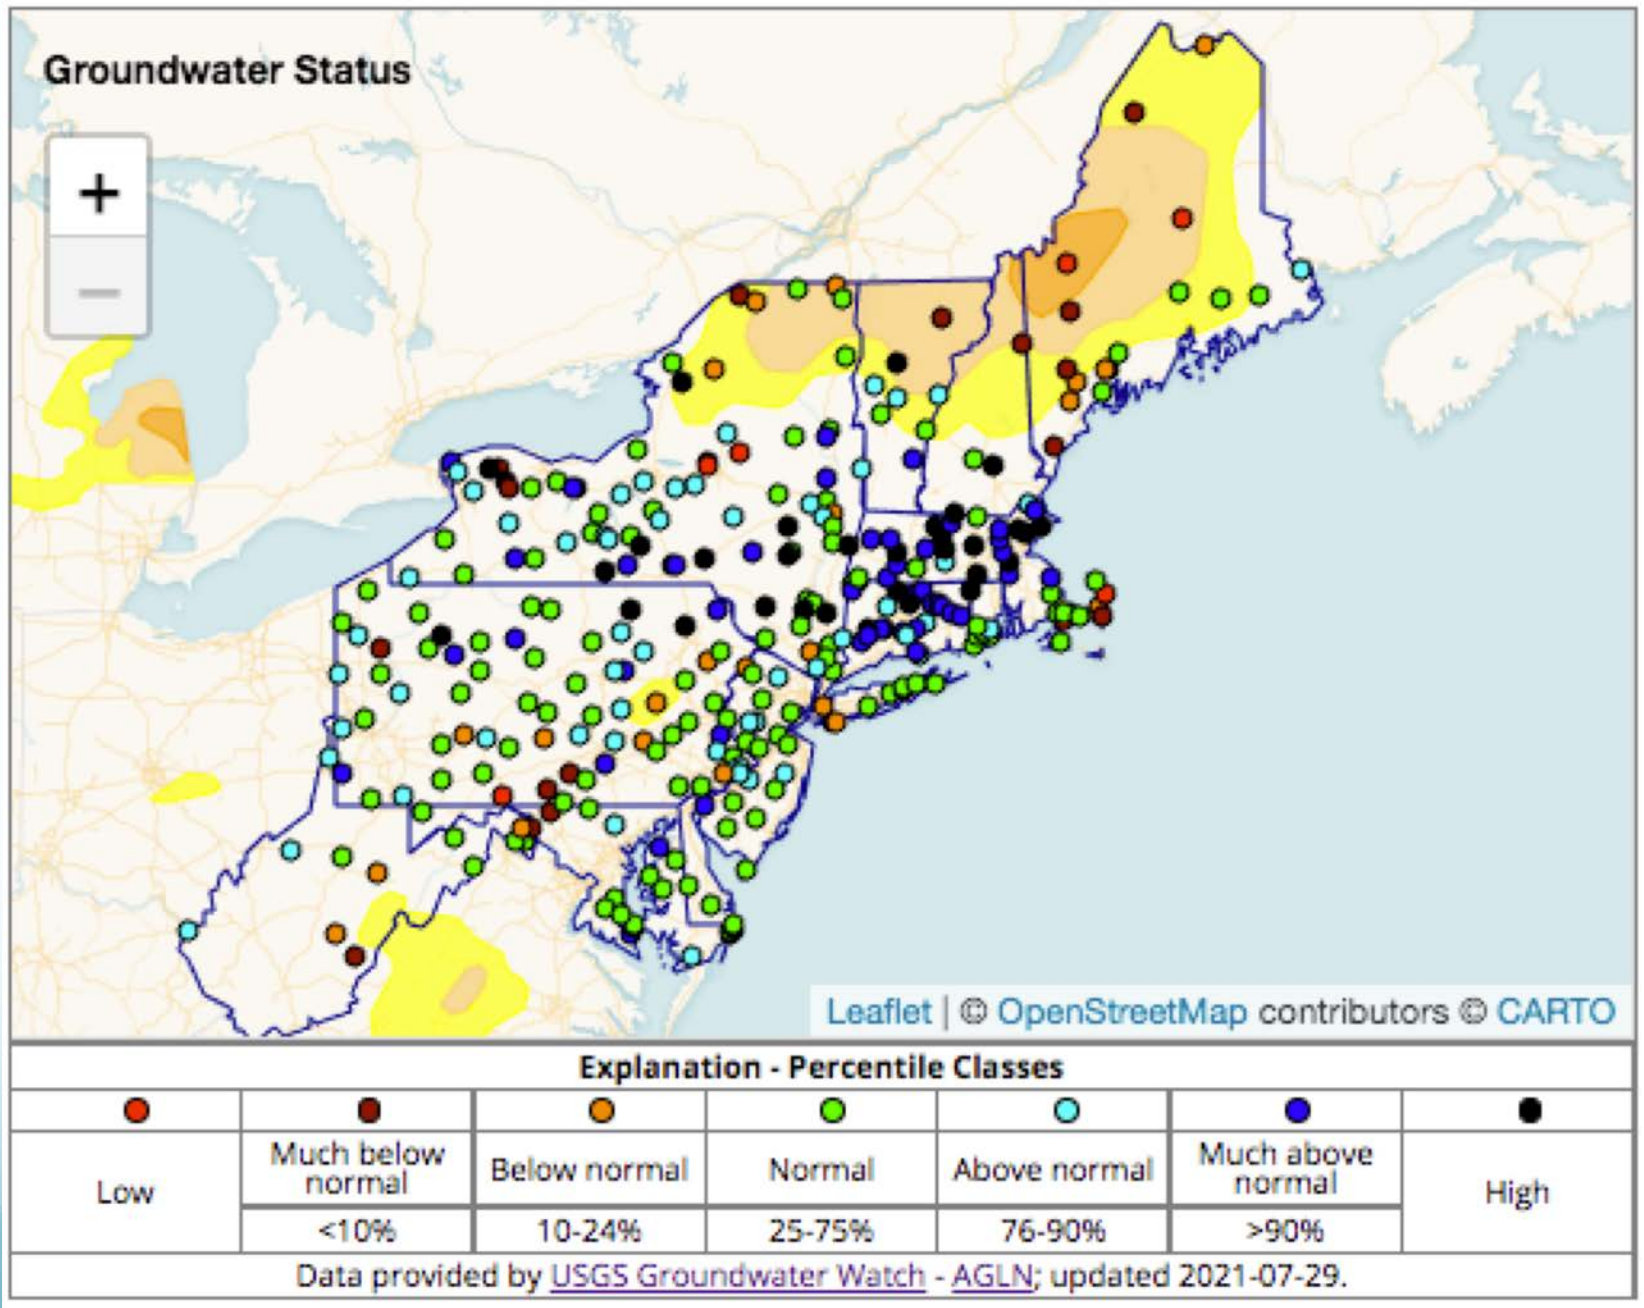 Groundwater Status
+
−
Leaflet | © OpenStreetMap contributors © CARTO
Explanation - Percentile Classes
Low
Much below normal
<10%
Below normal
10-24%
Normal
25-75%
Above normal
76-90%
Much above normal
>90%
High
Data provided by USGS Groundwater Watch - AGLN; updated 2021-07-29.